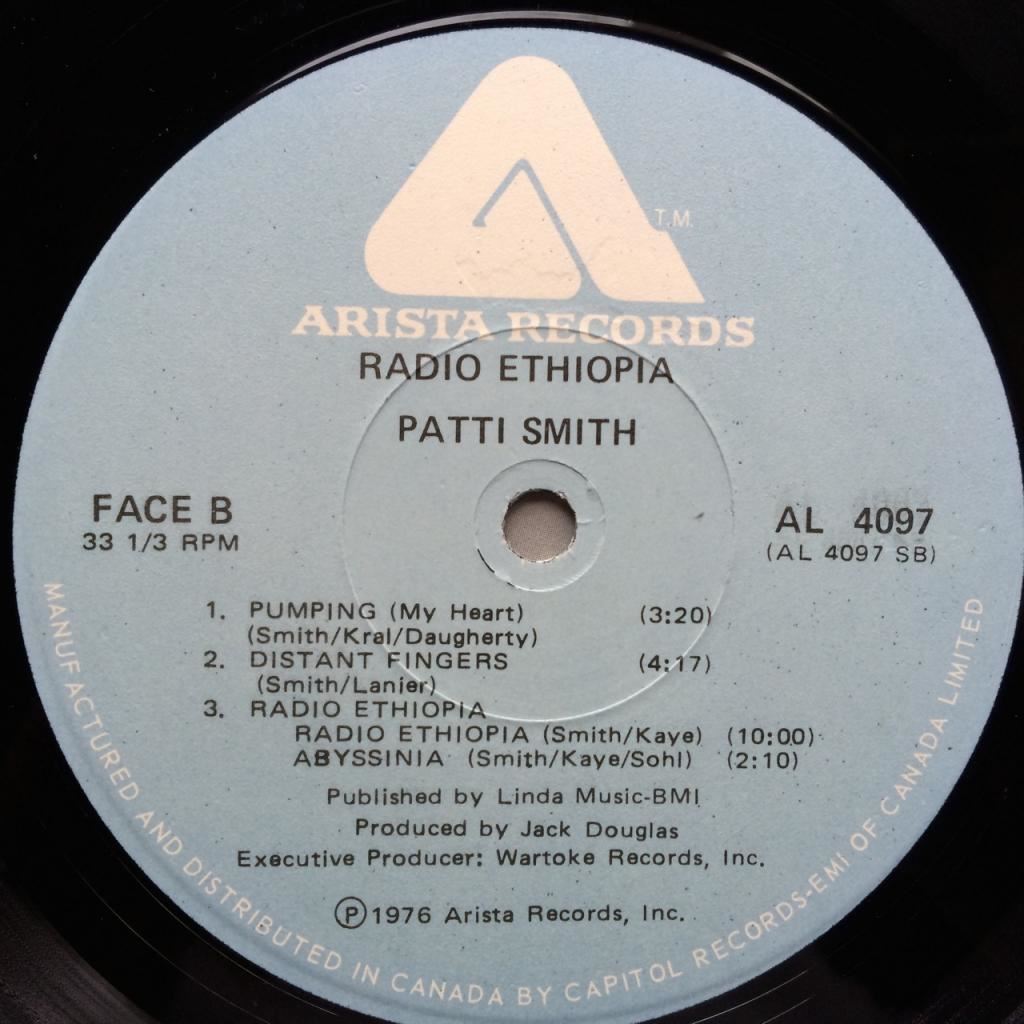 T.M.
ARISTA RECORDS
RADIO ETHIOPIA
PATTI SMITH
FACE B
33 1/3 RPM
AL 4097
(AL 4097 SB)
1. PUMPING (My Heart) (3:20)
(Smith/Kral/Daugherty)
2. DISTANT FINGERS (4:17)
(Smith/Lanier)
3. RADIO ETHIOPIA
RADIO ETHIOPIA (Smith/Kaye) (10:00)
ABYSSINIA (Smith/Kaye/Sohl) (2:10)
Published by Linda Music-BMI
Produced by Jack Douglas
Executive Producer: Wartoke Records, Inc.
Ⓟ1976 Arista Records, Inc.
MANUFACTURED AND DISTRIBUTED IN CANADA BY CAPITOL RECORDS-EMI OF CANADA LIMITED